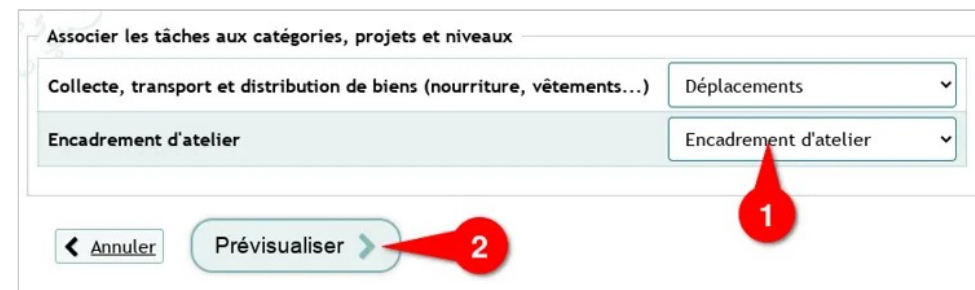 Associer les tâches aux catégories, projets et niveaux
Collecte, transport et distribution de biens (nourriture, vêtements...) Déplacements
Encadrement d'atelier Encadrement d'atelier
1
Annuler Prévisualiser 2